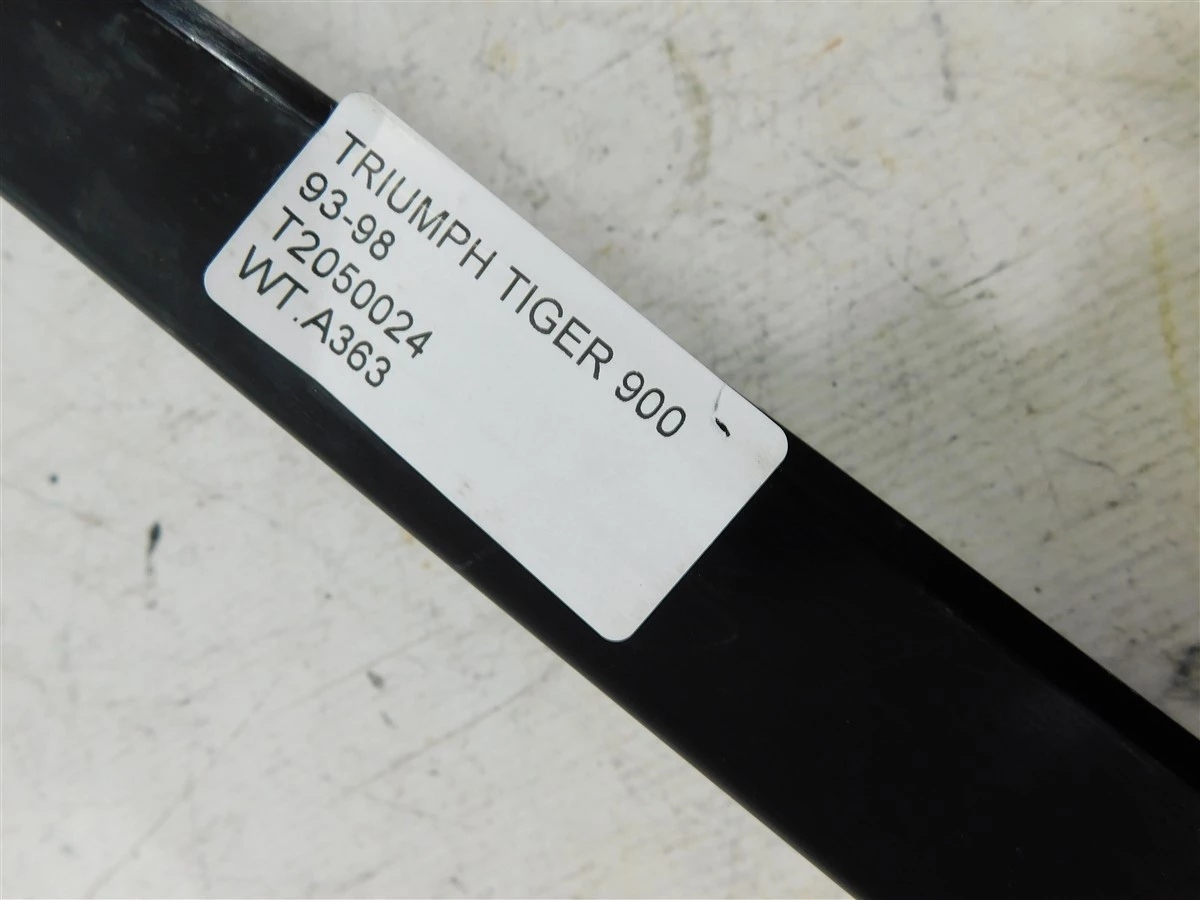 TRIUMPH TIGER 900
93-98
T2050024
WT.A363